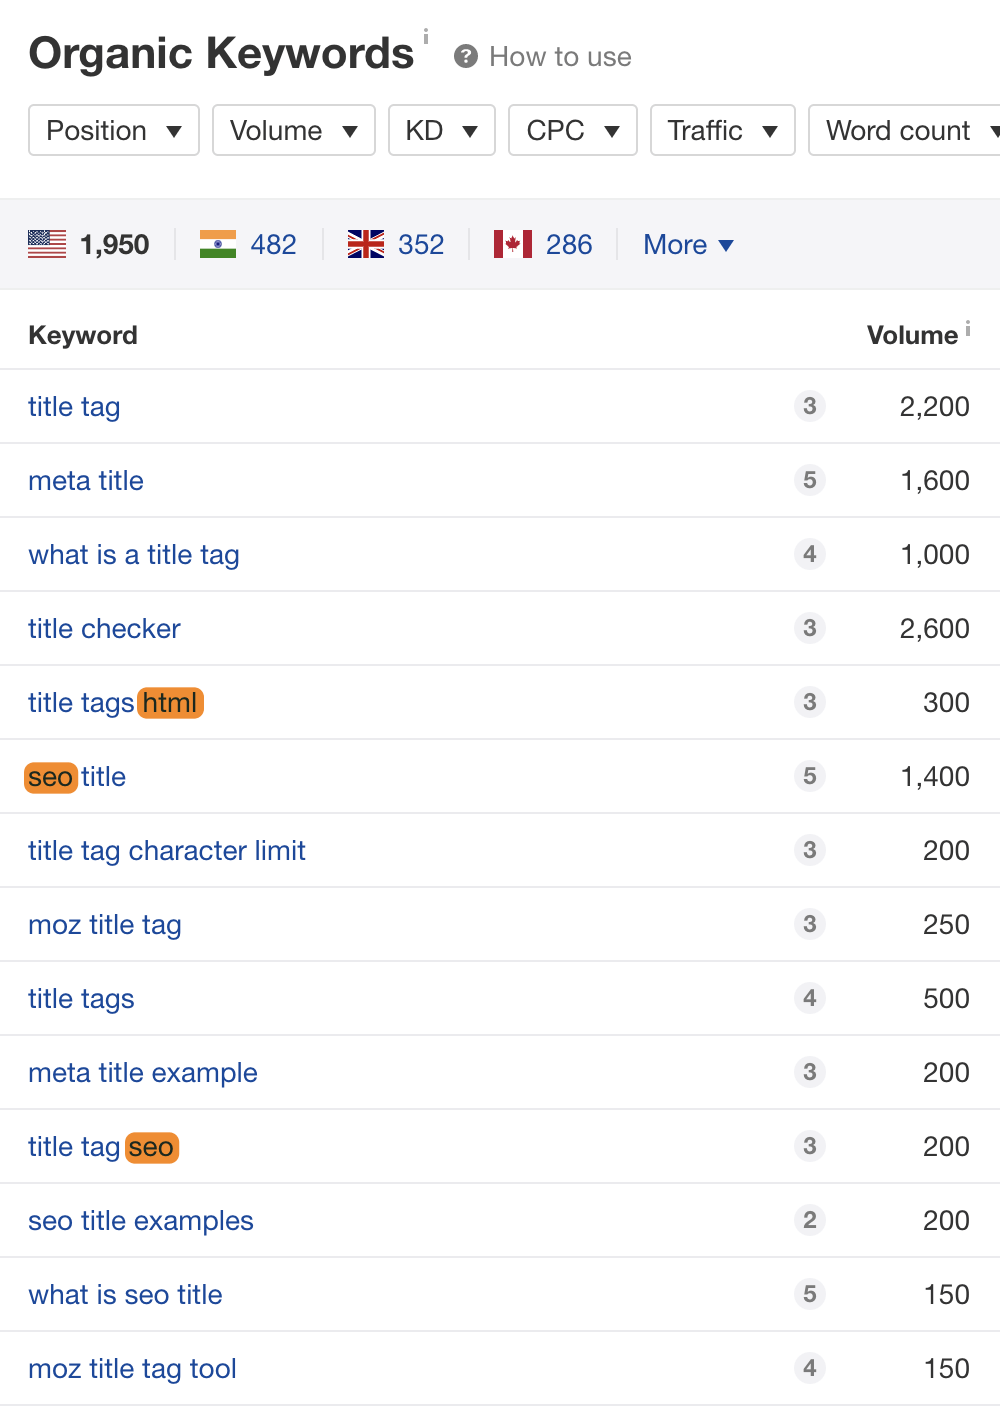 Organic Keywords i ? How to use
Position Volume KD CPC Traffic Word count
1,950 482 352 286 More
Keyword Volume i
title tag 3 2,200
meta title 5 1,600
what is a title tag 4 1,000
title checker 3 2,600
title tags html 3 300
seo title 5 1,400
title tag character limit 3 200
moz title tag 3 250
title tags 4 500
meta title example 3 200
title tag seo 3 200
seo title examples 2 200
what is seo title 5 150
moz title tag tool 4 150